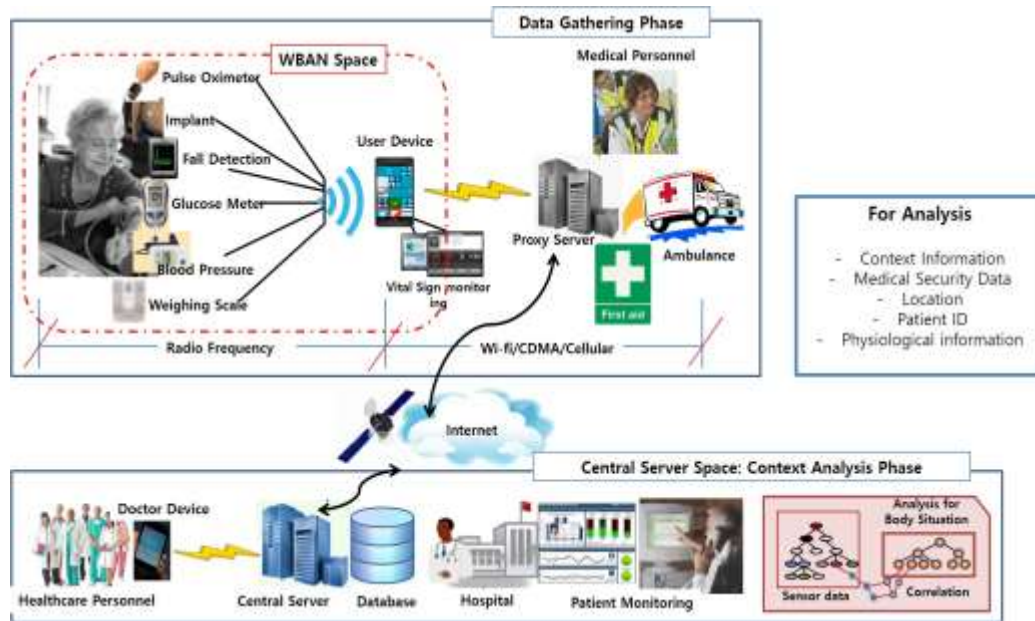 Data Gathering Phase
WBAN Space
Medical Personnel
Pulse Oximeter
Implant
Fall Detection
Glucose Meter
Blood Pressure
Weighing Scale
User Device
Vital Sign monitor
ing
Proxy Server
Ambulance
First aid
Radio Frequency
Wi-fi/CDMA/Cellular
For Analysis
- Context Information
- Medical Security Data
- Location
- Patient ID
- Physiological information
Internet
Central Server Space: Context Analysis Phase
Doctor Device
Healthcare Personnel
Central Server
Database
Hospital
Patient Monitoring
Analysis for
Body Situation
Sensor data
Correlation